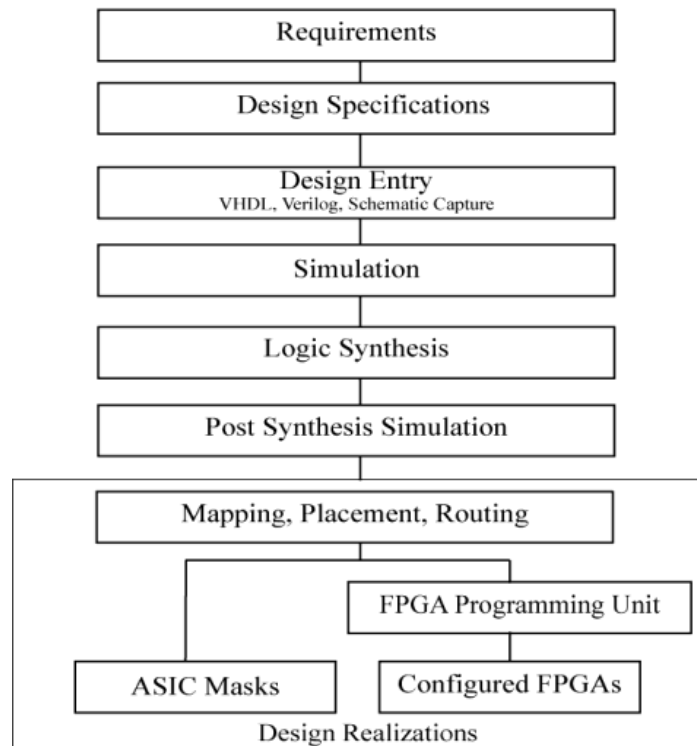 Requirements
Design Specifications
Design Entry
VHDL, Verilog, Schematic Capture
Simulation
Logic Synthesis
Post Synthesis Simulation
Mapping, Placement, Routing
FPGA Programming Unit
ASIC Masks
Configured FPGAs
Design Realizations